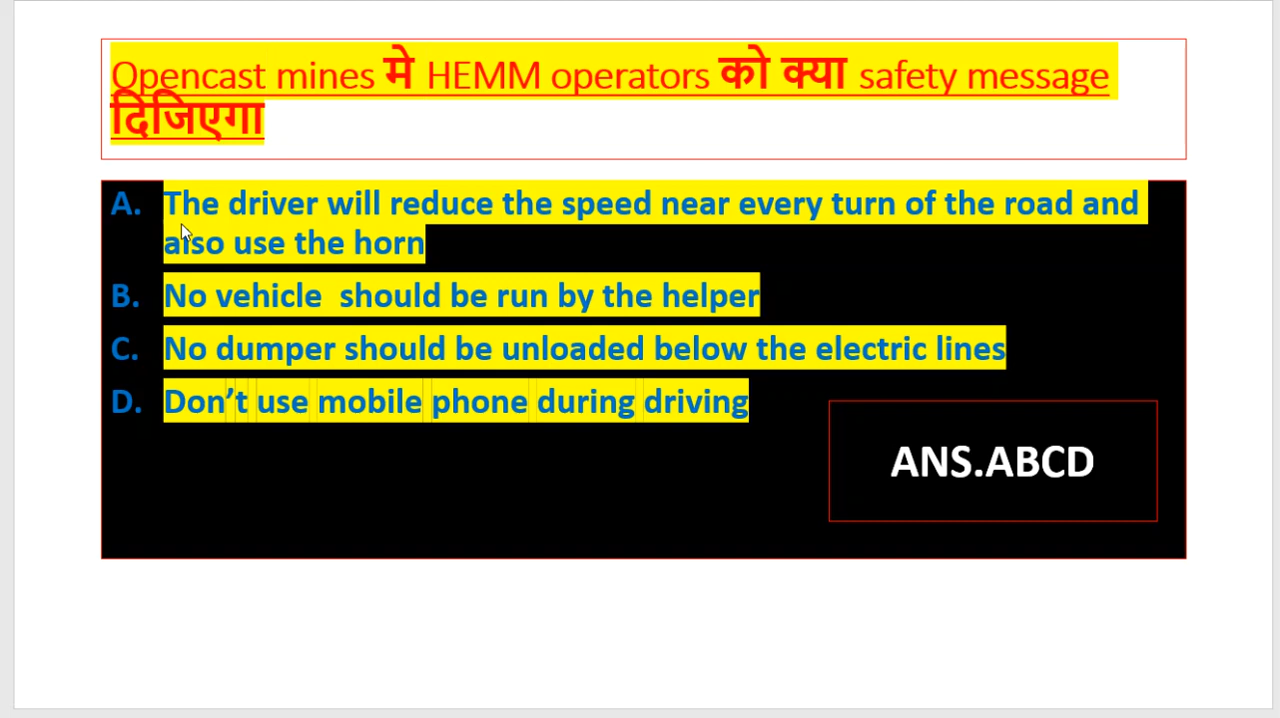 Opencast mines मे HEMM operators को क्या safety message
दिजिएगा
A. The driver will reduce the speed near every turn of the road and
also use the horn
B. No vehicle should be run by the helper
C. No dumper should be unloaded below the electric lines
D. Don’t use mobile phone during driving
ANS.ABCD